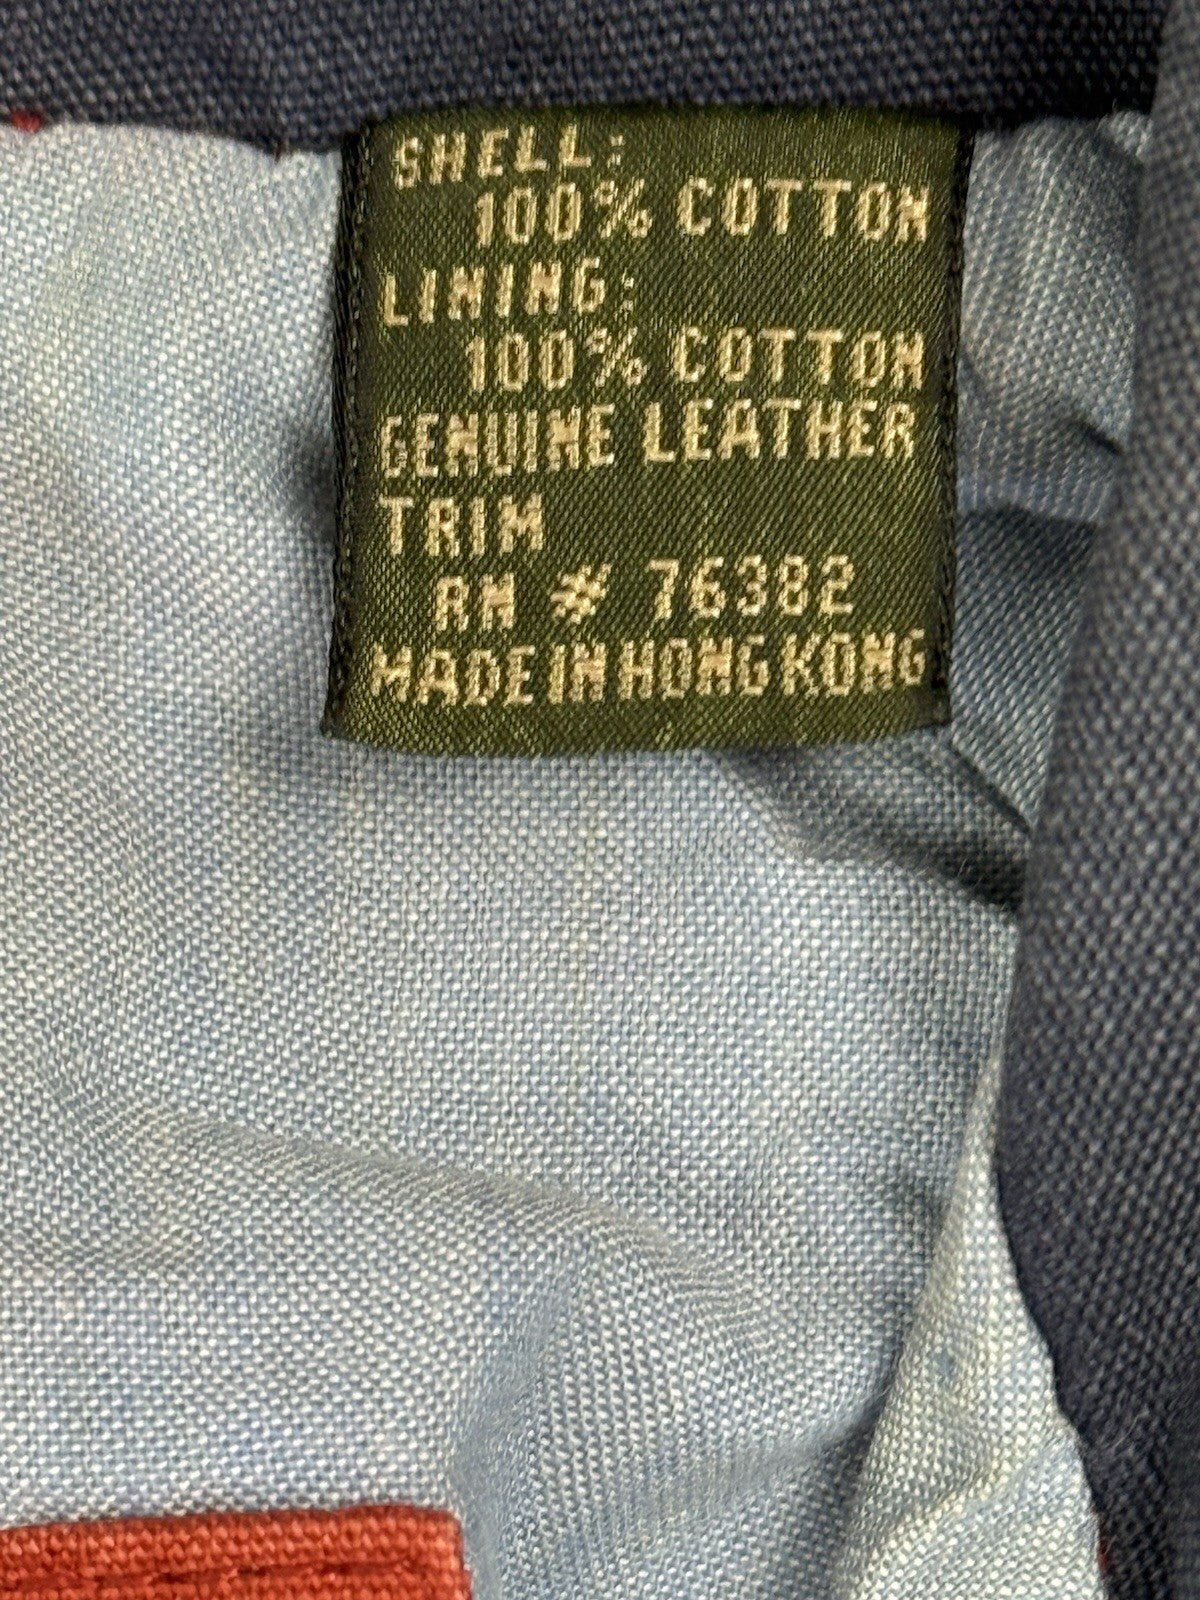 SHELL:
100% COTTON
LINING:
100% COTTON
GENUINE LEATHER
TRIM
RN # 76382
MADE IN HONG KONG